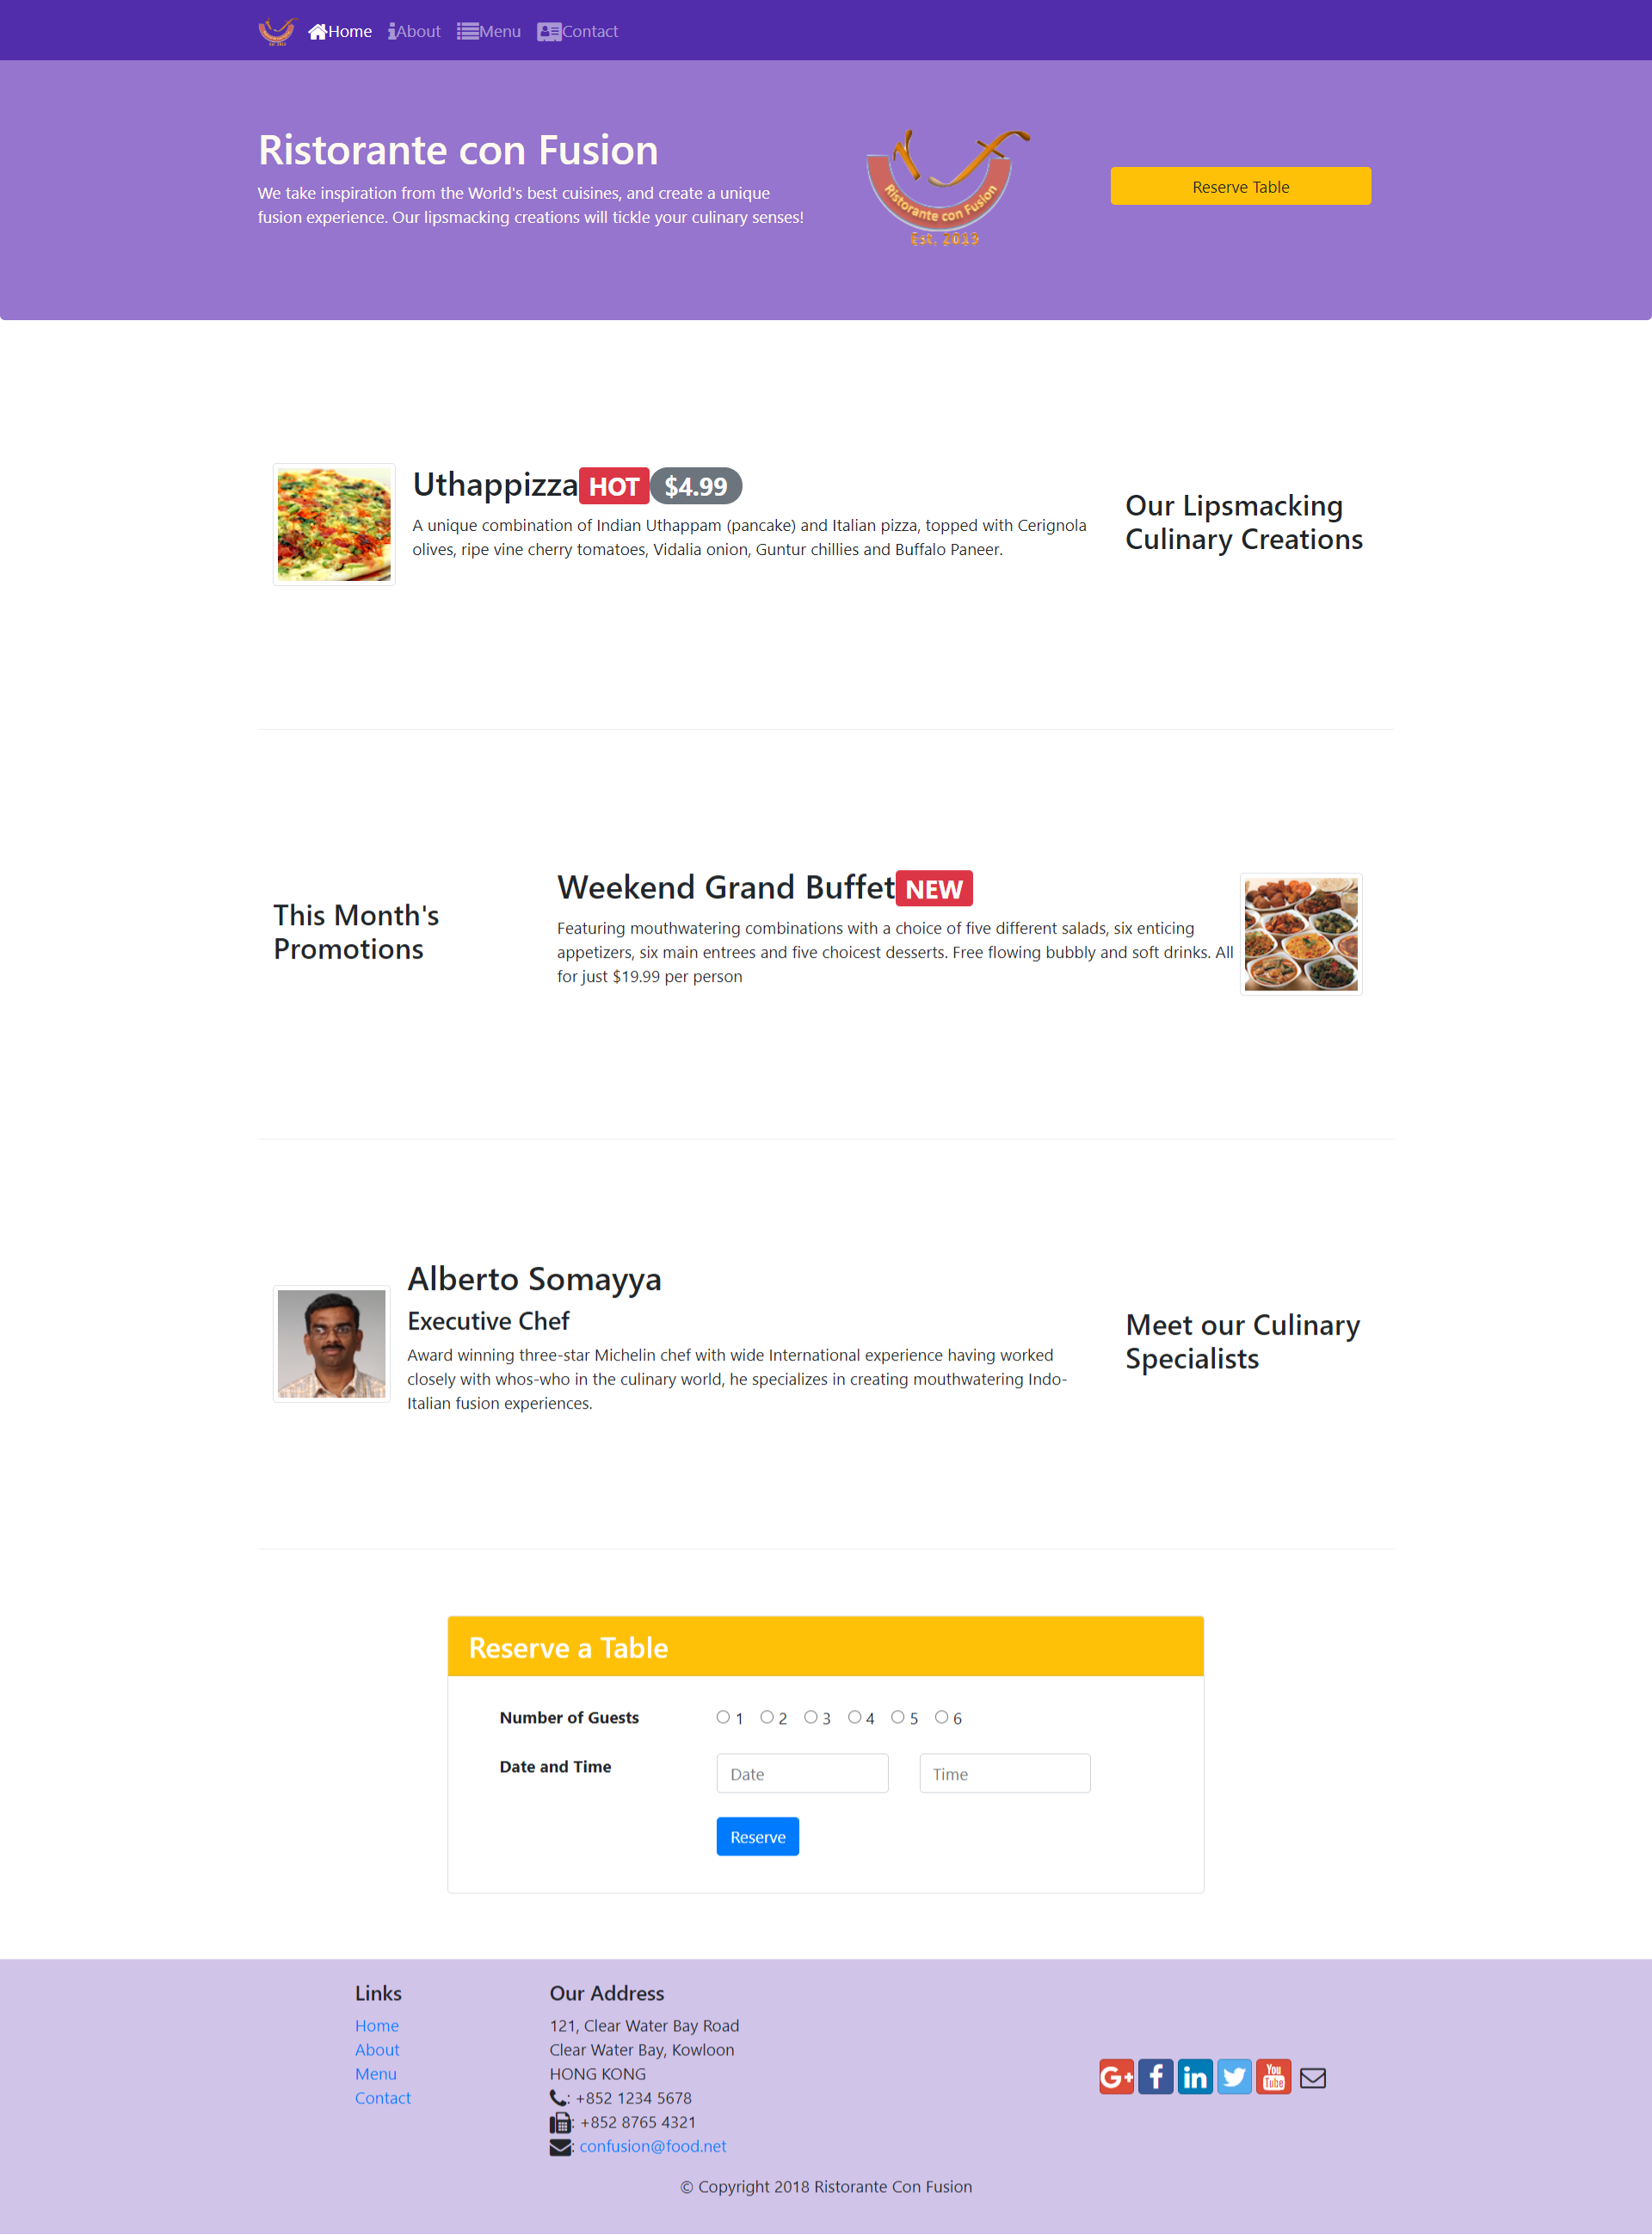 Home About Menu Contact
Ristorante con Fusion
We take inspiration from the World's best cuisines, and create a unique
fusion experience. Our lipsmacking creations will tickle your culinary senses!
Ristorante con Fusion
Est. 2013
Reserve Table
Uthappizza HOT $4.99
A unique combination of Indian Uthappam (pancake) and Italian pizza, topped with Cerignola
olives, ripe vine cherry tomatoes, Vidalia onion, Guntur chillies and Buffalo Paneer.
Our Lipsmacking
Culinary Creations
This Month's
Promotions
Weekend Grand Buffet NEW
Featuring mouthwatering combinations with a choice of five different salads, six enticing
appetizers, six main entrees and five choicest desserts. Free flowing bubbly and soft drinks. All
for just $19.99 per person
Alberto Somayya
Executive Chef
Award winning three-star Michelin chef with wide International experience having worked
closely with whos-who in the culinary world, he specializes in creating mouthwatering Indo-
Italian fusion experiences.
Meet our Culinary
Specialists
Reserve a Table
Number of Guests 1 2 3 4 5 6
Date and Time Date Time
Reserve
Links
Home
About
Menu
Contact
Our Address
121, Clear Water Bay Road
Clear Water Bay, Kowloon
HONG KONG
: +852 1234 5678
: +852 8765 4321
: confusion@food.net
G+ f in You Tube
© Copyright 2018 Ristorante Con Fusion